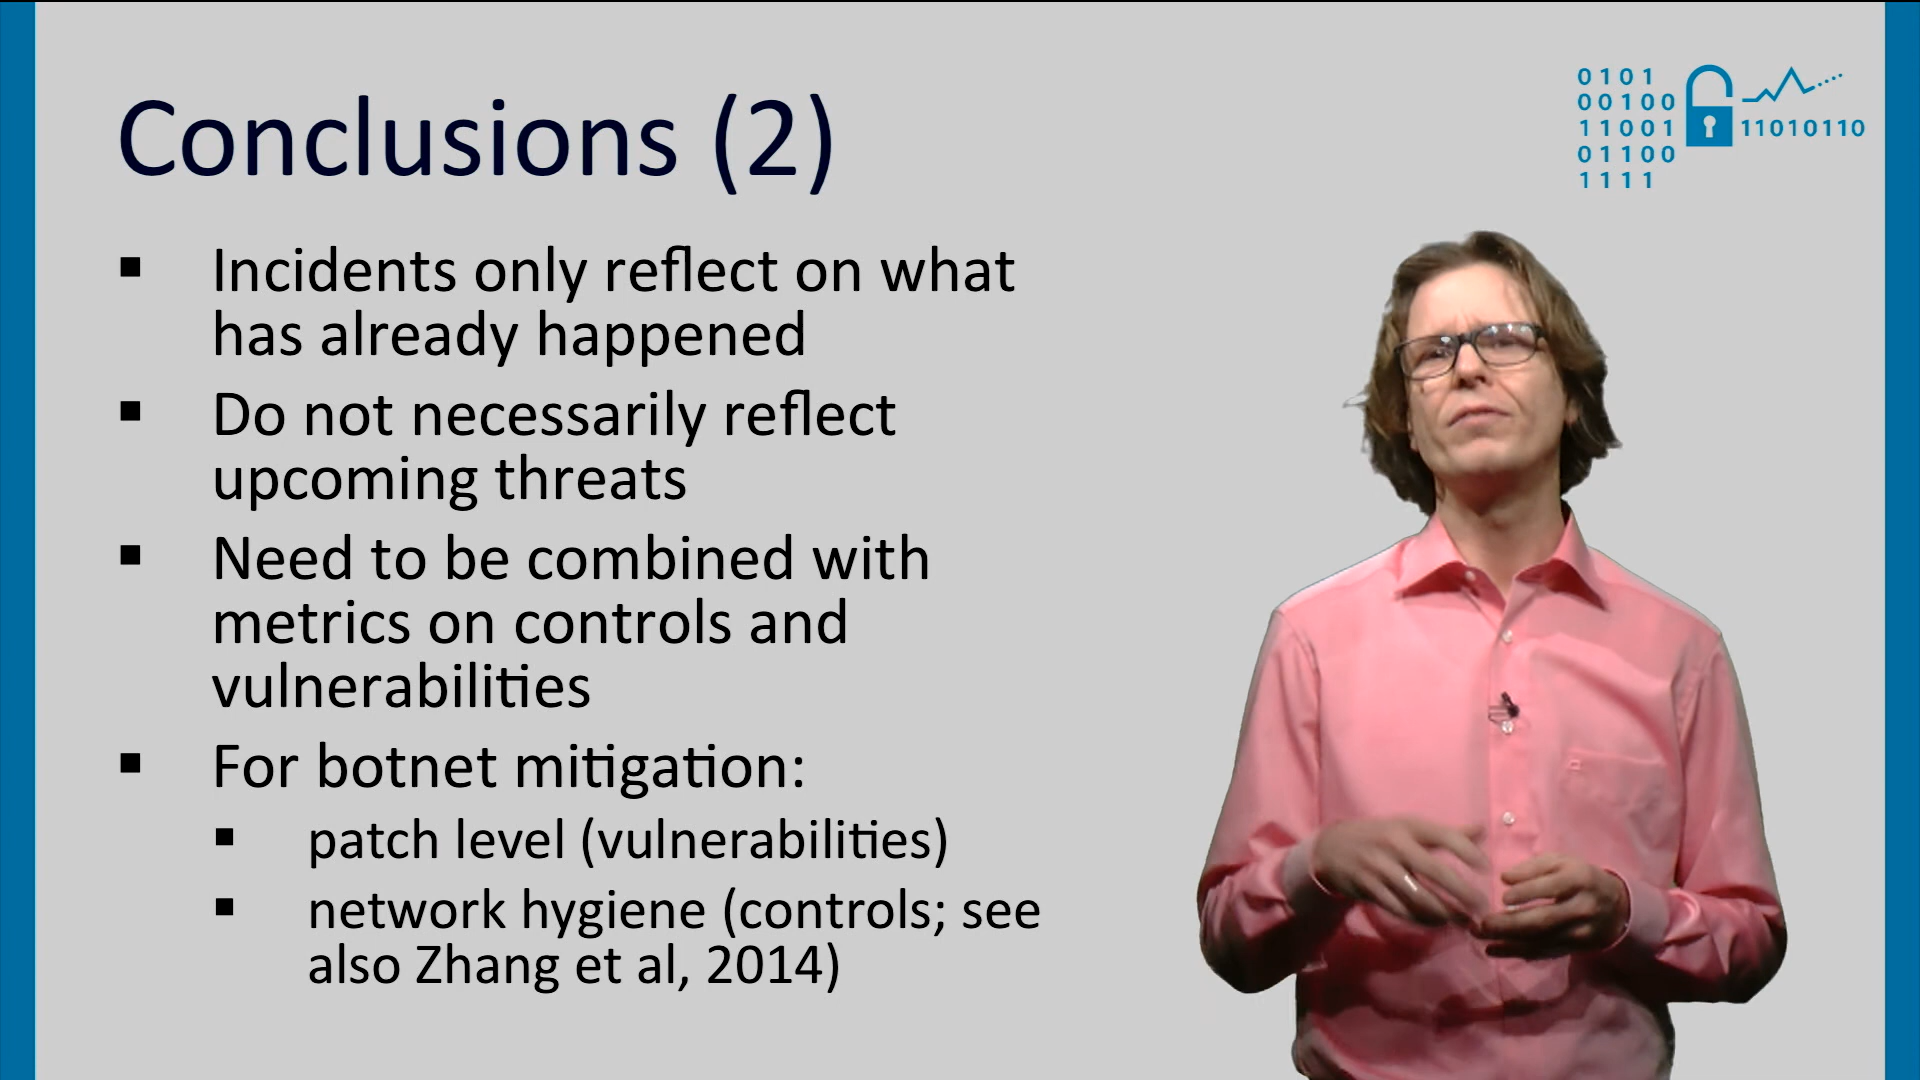 Conclusions (2)
0101
00100
11001
01100
1111
11010110
▪ Incidents only reflect on what
has already happened
▪ Do not necessarily reflect
upcoming threats
▪ Need to be combined with
metrics on controls and
vulnerabilities
▪ For botnet mitigation:
▪ patch level (vulnerabilities)
▪ network hygiene (controls; see
also Zhang et al, 2014)